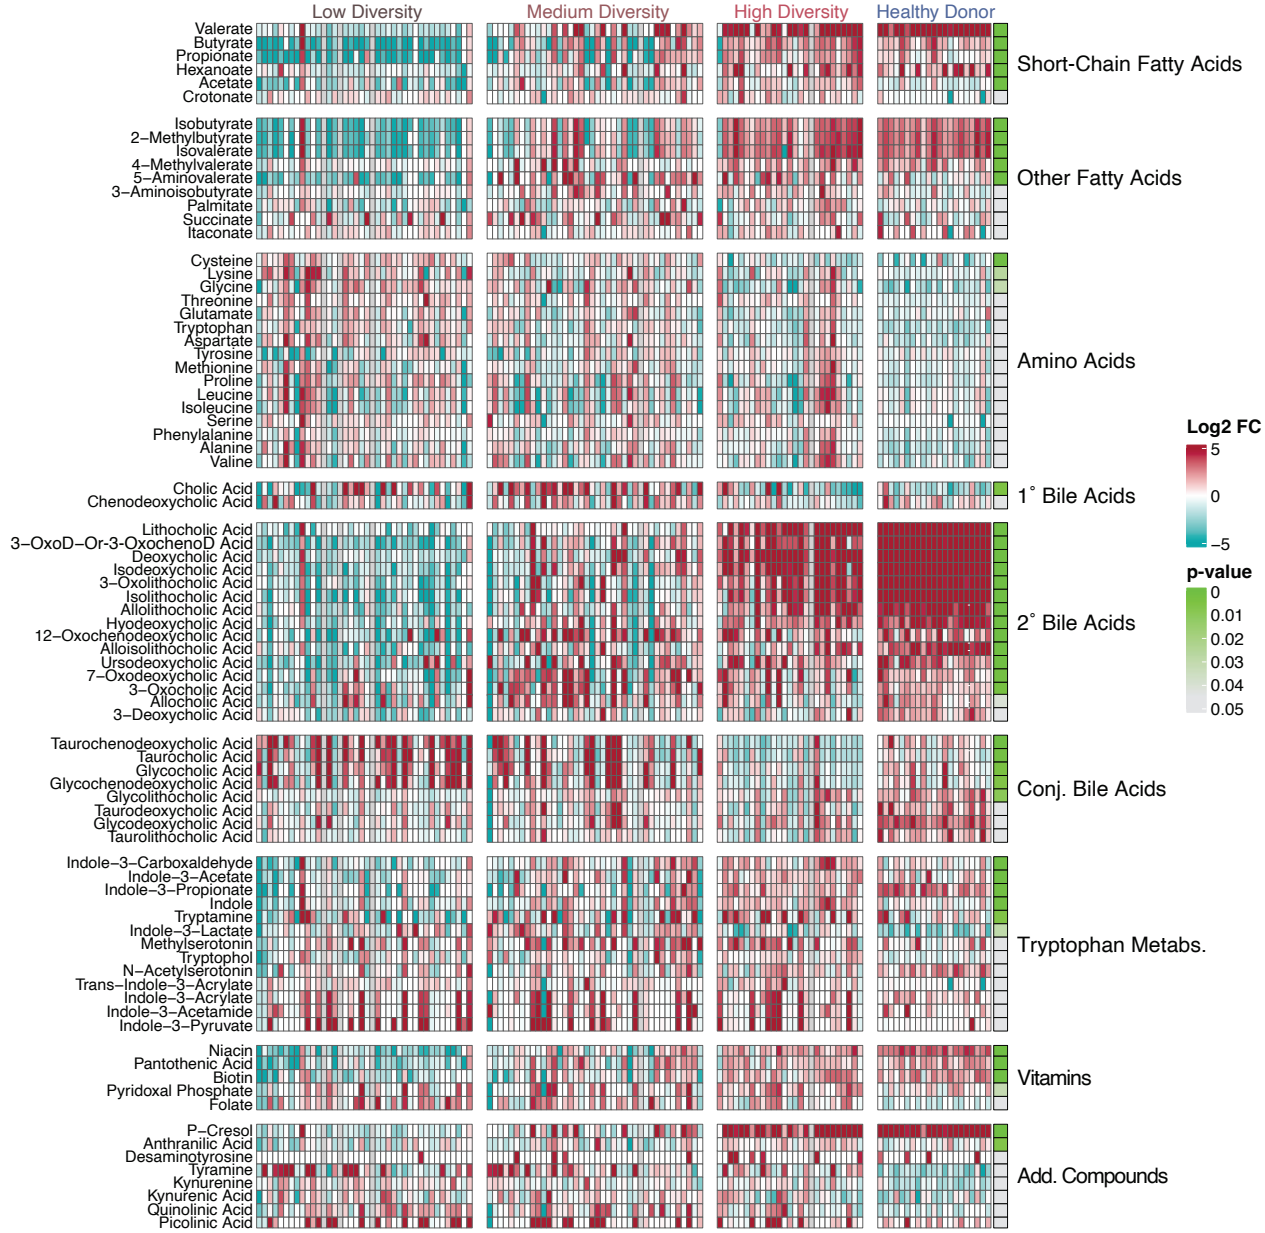 Low Diversity
Medium Diversity
High Diversity
Healthy Donor
Valerate
Butyrate
Propionate
Hexanoate
Acetate
Crotonate
Short-Chain Fatty Acids
Isobutyrate
2−Methylbutyrate
Isovalerate
4−Methylvalerate
5−Aminovalerate
3−Aminoisobutyrate
Palmitate
Succinate
Itaconate
Other Fatty Acids
Cysteine
Lysine
Glycine
Threonine
Glutamate
Tryptophan
Aspartate
Tyrosine
Methionine
Proline
Leucine
Isoleucine
Serine
Phenylalanine
Alanine
Valine
Amino Acids
Cholic Acid
Chenodeoxycholic Acid
1° Bile Acids
Lithocholic Acid
3−OxoD−Or−3−OxochenoD Acid
Deoxycholic Acid
Isodeoxycholic Acid
3−Oxolithocholic Acid
Isolithocholic Acid
Allolithocholic Acid
Hyodeoxycholic Acid
12−Oxochenodeoxycholic Acid
Alloisolithocholic Acid
Ursodeoxycholic Acid
7−Oxodeoxycholic Acid
3−Oxocholic Acid
Allocholic Acid
3−Deoxycholic Acid
2° Bile Acids
Taurochenodeoxycholic Acid
Taurocholic Acid
Glycocholic Acid
Glycochenodeoxycholic Acid
Glycolithocholic Acid
Taurodeoxycholic Acid
Glycodeoxycholic Acid
Taurolithocholic Acid
Conj. Bile Acids
Indole−3−Carboxaldehyde
Indole−3−Acetate
Indole−3−Propionate
Indole
Tryptamine
Indole−3−Lactate
Methylserotonin
Tryptophol
N−Acetylserotonin
Trans−Indole−3−Acrylate
Indole−3−Acrylate
Indole−3−Acetamide
Indole−3−Pyruvate
Tryptophan Metabs.
Niacin
Pantothenic Acid
Biotin
Pyridoxal Phosphate
Folate
Vitamins
P−Cresol
Anthranilic Acid
Desaminotyrosine
Tyramine
Kynurenine
Kynurenic Acid
Quinolinic Acid
Picolinic Acid
Add. Compounds
Log2 FC
5
0
−5
p-value
0
0.01
0.02
0.03
0.04
0.05